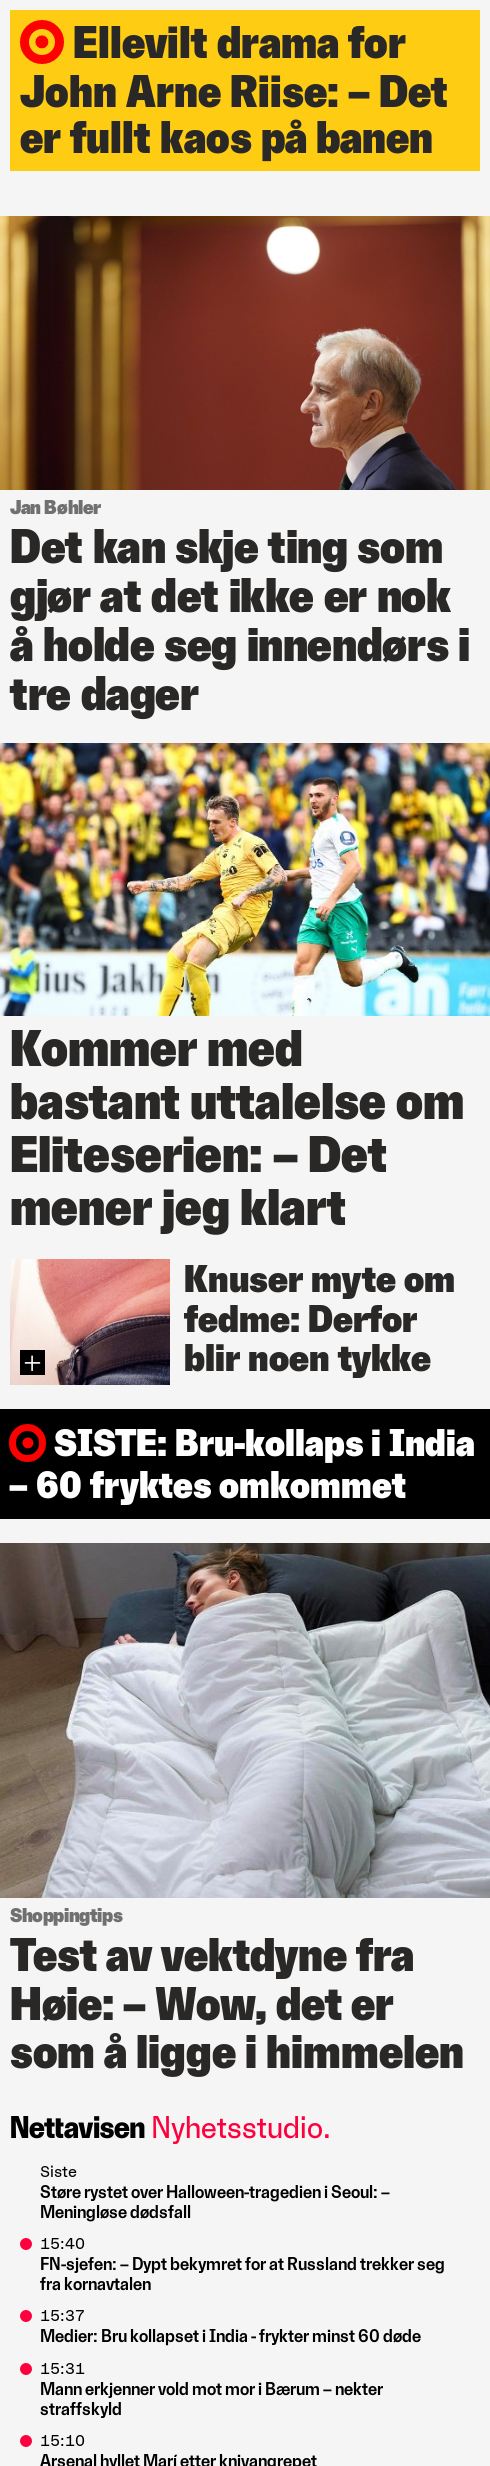 Ellevilt drama for
John Arne Riise: – Det
er fullt kaos på banen
Jan Bøhler
Det kan skje ting som
gjør at det ikke er nok
å holde seg innendørs i
tre dager
lius Jakh
Kommer med
bastant uttalelse om
Eliteserien: – Det
mener jeg klart
Knuser myte om
fedme: Derfor
blir noen tykke
SISTE: Bru-kollaps i India
– 60 fryktes omkommet
Shoppingtips
Test av vektdyne fra
Høie: – Wow, det er
som å ligge i himmelen
Nettavisen Nyhetsstudio.
Siste
Støre rystet over Halloween-tragedien i Seoul: –
Meningløse dødsfall
15:40
FN-sjefen: – Dypt bekymret for at Russland trekker seg
fra kornavtalen
15:37
Medier: Bru kollapset i India - frykter minst 60 døde
15:31
Mann erkjenner vold mot mor i Bærum – nekter
straffskyld
15:10
Arsenal hyllet Marí etter knivangrepet